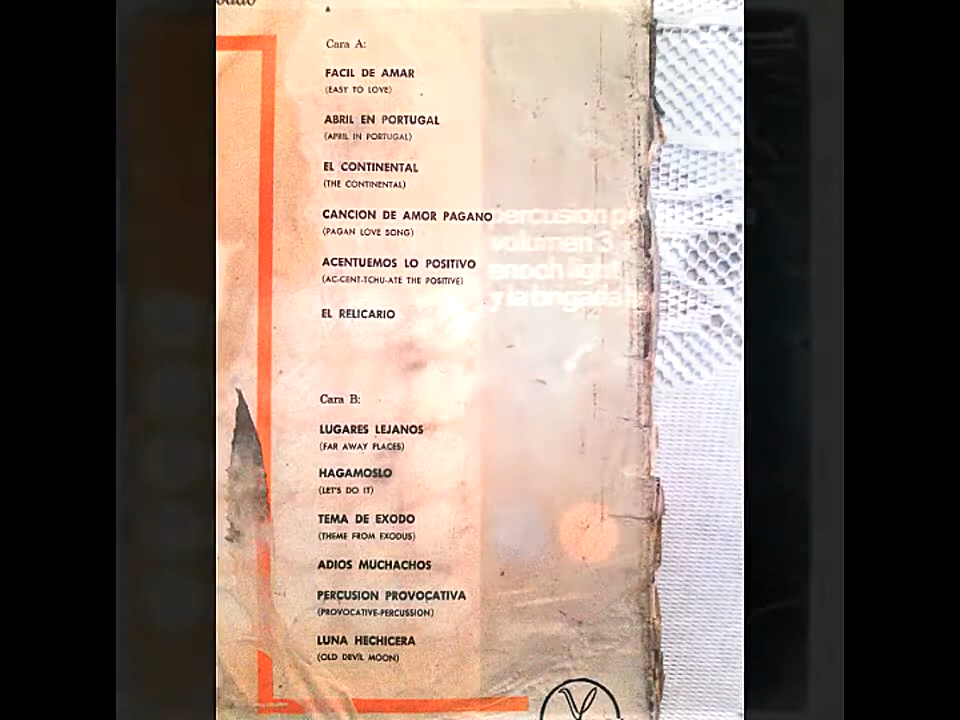 Cara A:
FACIL DE AMAR
(EASY TO LOVE)
ABRIL EN PORTUGAL
(APRIL IN PORTUGAL)
EL CONTINENTAL
(THE CONTINENTAL)
CANCION DE AMOR PAGANO
(PAGAN LOVE SONG)
ACENTUEMOS LO POSITIVO
(AC-CENT-TCHU-ATE THE POSITIVE)
EL RELICARIO
percusion
volumen 3
enoch light
y la brigada
Cara B:
LUGARES LEJANOS
(FAR AWAY PLACES)
HAGAMOSLO
(LET'S DO IT)
TEMA DE EXODO
(THEME FROM EXODUS)
ADIOS MUCHACHOS
PERCUSION PROVOCATIVA
(PROVOCATIVE-PERCUSSION)
LUNA HECHICERA
(OLD DEVIL MOON)